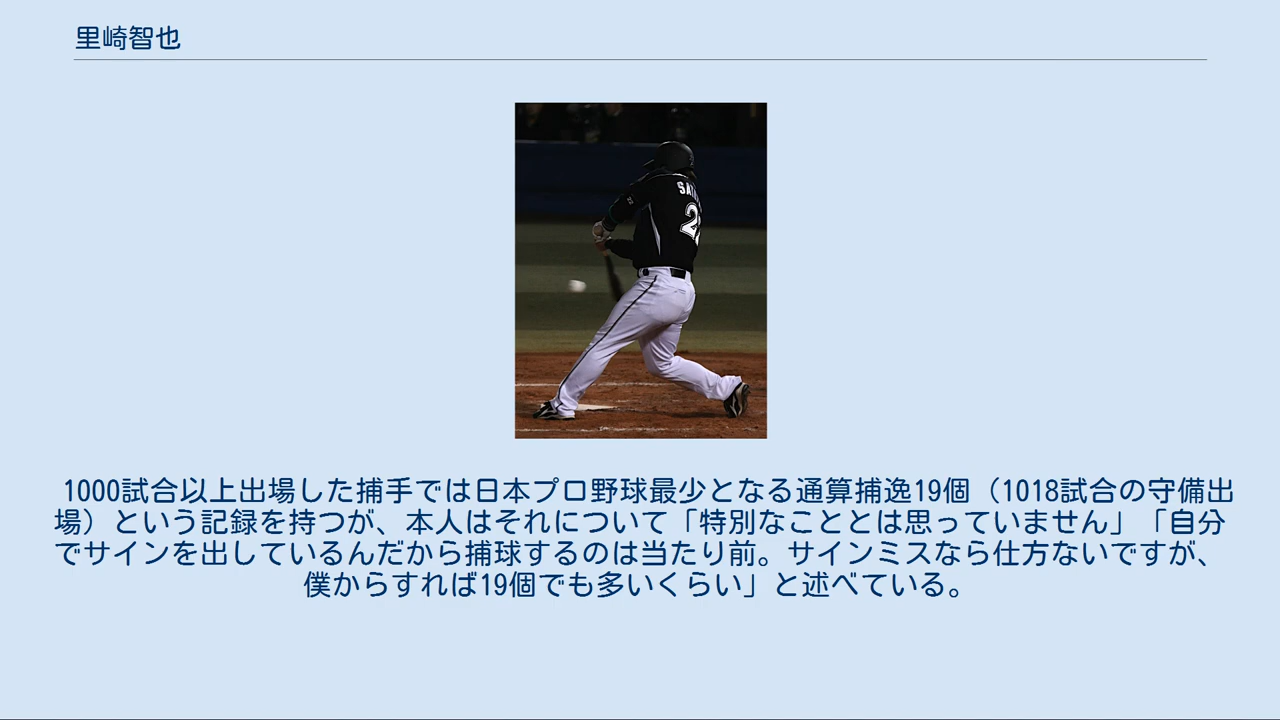 里崎智也
1000試合以上出場した捕手では日本プロ野球最少となる通算捕逸19個（1018試合の守備出
場）という記録を持つが、本人はそれについて「特別なこととは思っていません」「自分
でサインを出しているんだから捕球するのは当たり前。サインミスなら仕方ないですが、
僕からすれば19個でも多いくらい」と述べている。